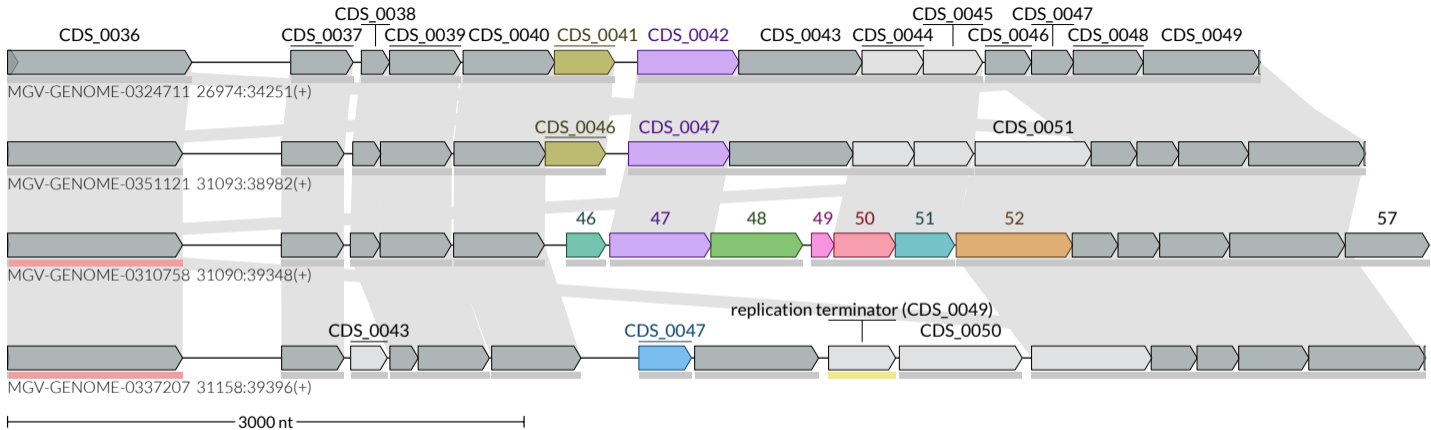 CDS_0038 CDS_0045 CDS_0047
CDS_0036 CDS_0037 CDS_0039 CDS_0040 CDS_0041 CDS_0042 CDS_0043 CDS_0044 CDS_0046 CDS_0048 CDS_0049
MGV-GENOME-0324711 26974:34251(+)
CDS_0046 CDS_0047 CDS_0051
MGV-GENOME-0351121 31093:38982(+)
46 47 48 49 50 51 52 57
MGV-GENOME-0310758 31090:39348(+)
replication terminator (CDS_0049)
CDS_0043 CDS_0047 CDS_0050
MGV-GENOME-0337207 31158:39396(+)
3000 nt